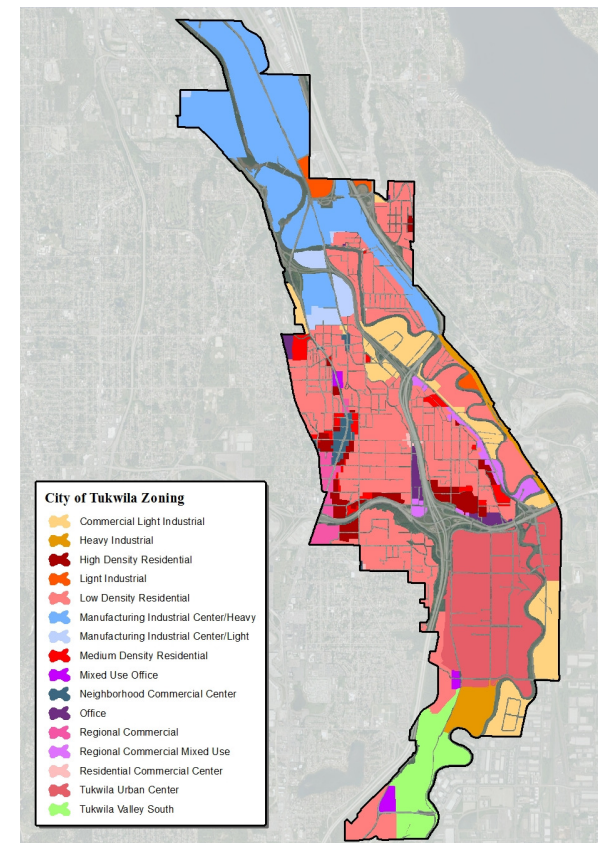 City of Tukwila Zoning
Commercial Light Industrial
Heavy Industrial
High Density Residential
Lignt Industrial
Low Density Residential
Manufacturing Industrial Center/Heavy
Manufacturing Industrial Center/Light
Medium Density Residential
Mixed Use Office
Neighborhood Commercial Center
Office
Regional Commercial
Regional Commercial Mixed Use
Residential Commercial Center
Tukwila Urban Center
Tukwila Valley South